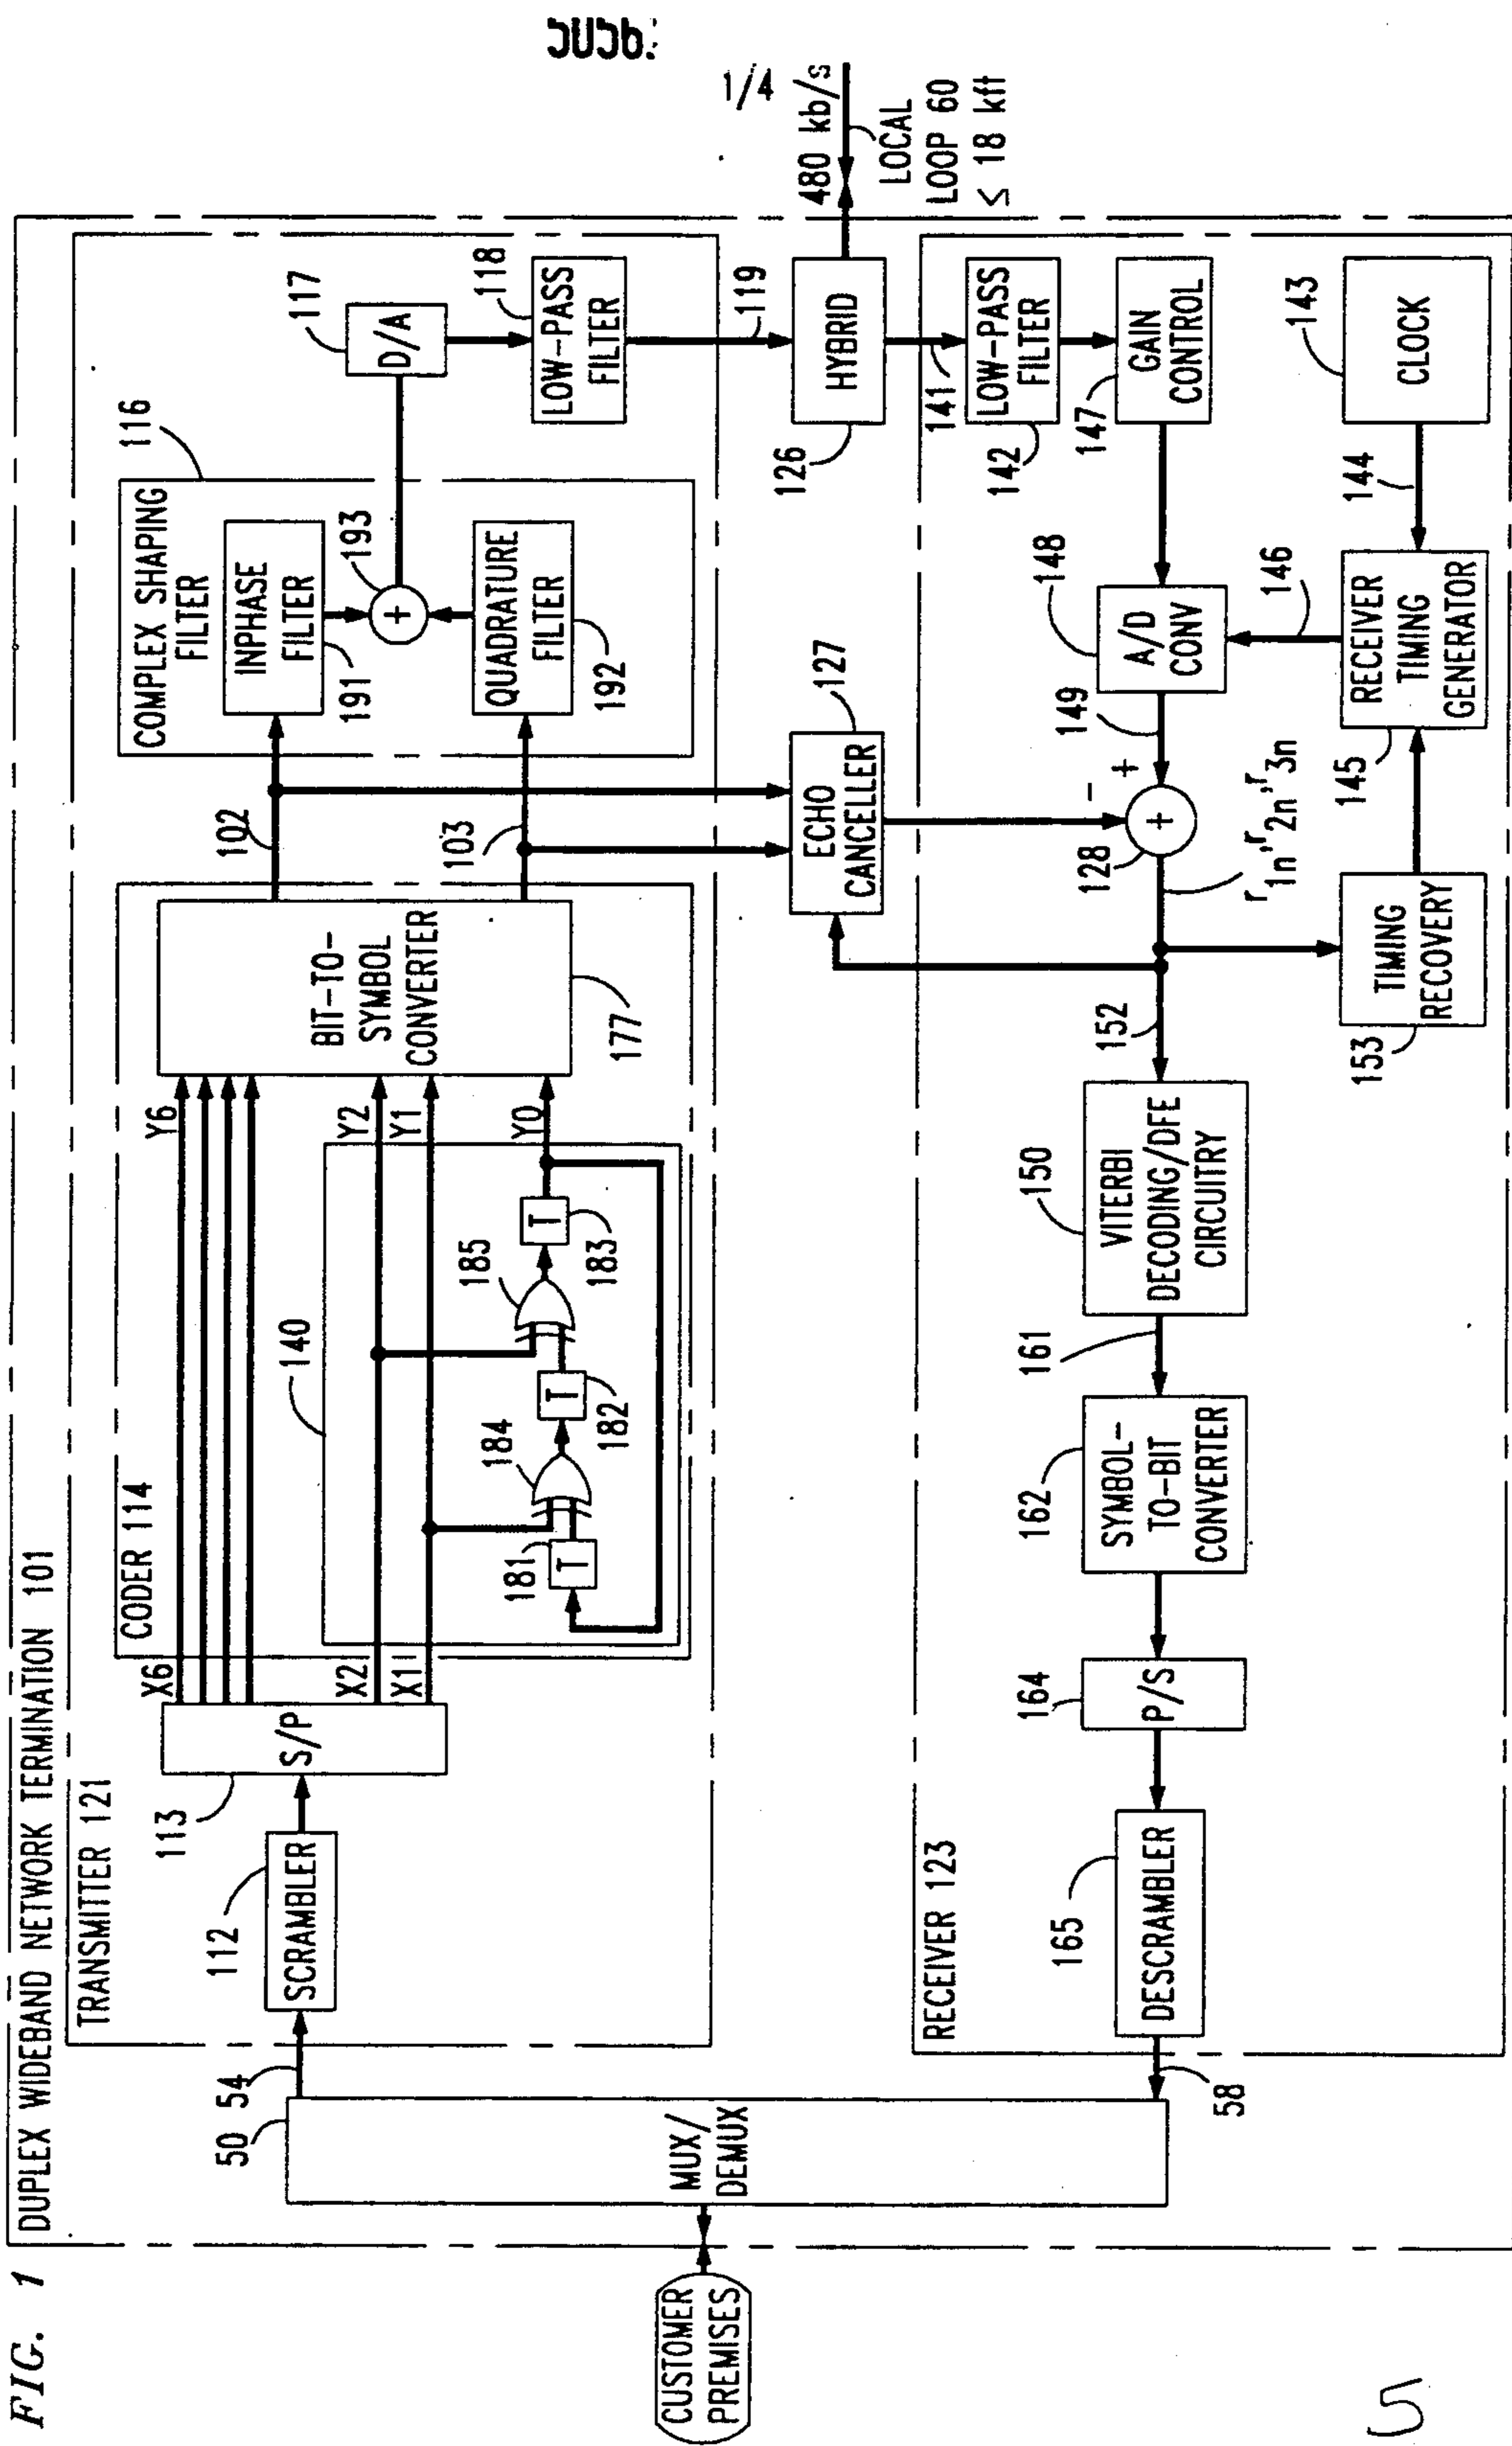 FIG. 1
DUPLEX WIDEBAND NETWORK TERMINATION 101
TRANSMITTER 121
CODER 114
COMPLEX SHAPING
FILTER
116
INPHASE
FILTER
191
193
+
QUADRATURE
FILTER
192
117
D/A
118
LOW-PASS
FILTER
119
1/4
480 kb/s
LOCAL
LOOP 60
≤ 18 kft
50
54
112
SCRAMBLER
113
S/P
X6
X2
X1
Y6
Y2
Y1
Y0
140
181
T
184
182
T
185
183
T
BIT-TO-
SYMBOL
CONVERTER
177
102
103
CUSTOMER
PREMISES
MUX/
DEMUX
ECHO
CANCELLER
127
HYBRID
126
RECEIVER 123
58
165
DESCRAMBLER
164
P/S
162
SYMBOL-
TO-BIT
CONVERTER
161
150
VITERBI
DECODING/DFE
CIRCUITRY
152
128
+
-
+
r1n,r2n,r3n
149
148
A/D
CONV
141
142
LOW-PASS
FILTER
147
GAIN
CONTROL
153
TIMING
RECOVERY
145
RECEIVER
TIMING
GENERATOR
146
144
143
CLOCK
5